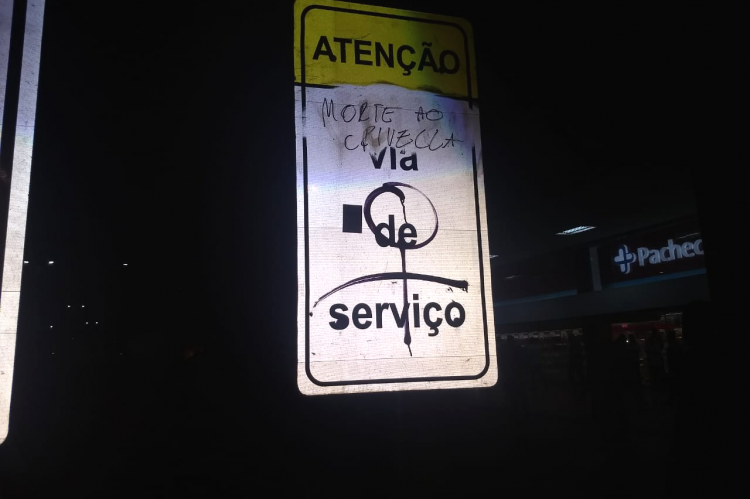 ATENÇÃO
MORTE AO
CRIVELLA
via
de
serviço
Pachec